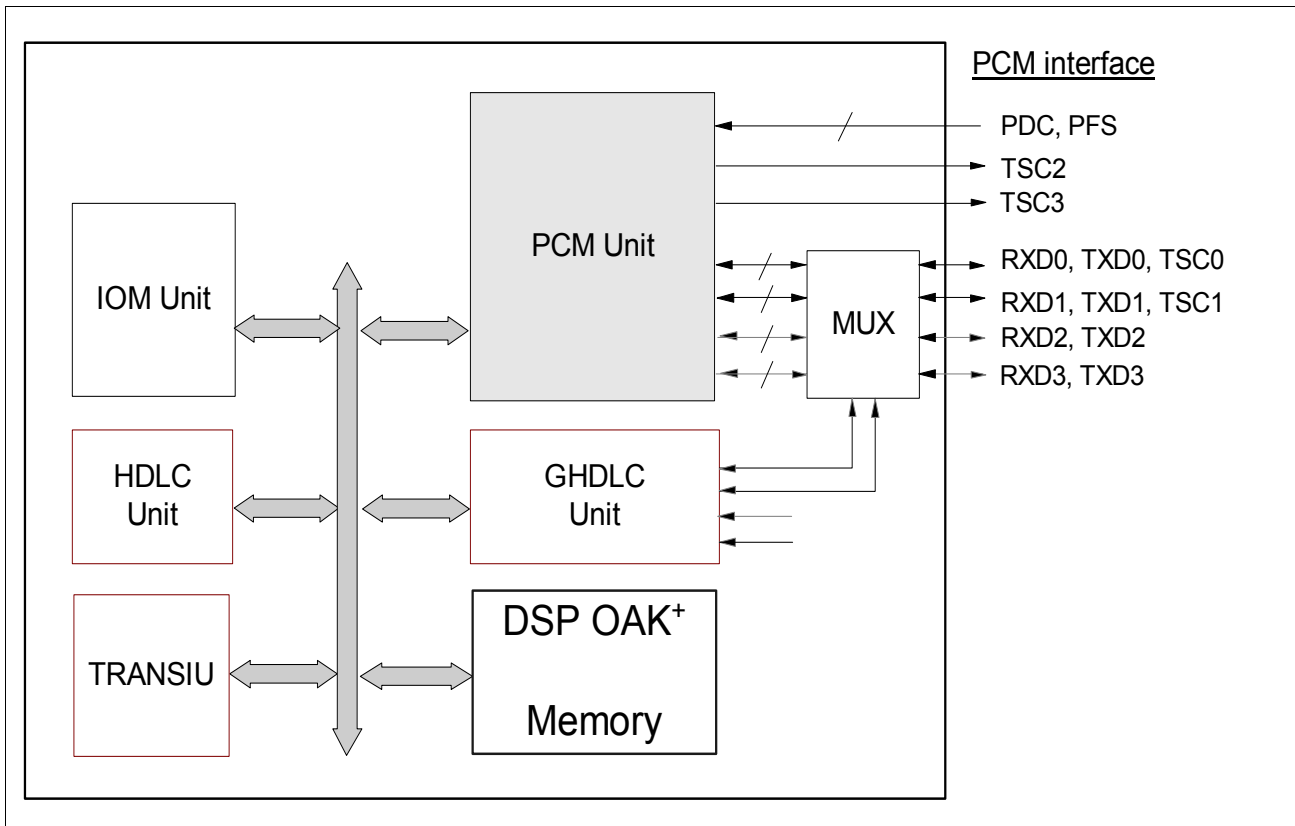 PCM interface
PDC, PFS
TSC2
TSC3
PCM Unit
IOM Unit
RXD0, TXD0, TSC0
RXD1, TXD1, TSC1
MUX
RXD2, TXD2
RXD3, TXD3
HDLC
Unit
GHDLC
Unit
DSP OAK⁺
Memory
TRANSIU